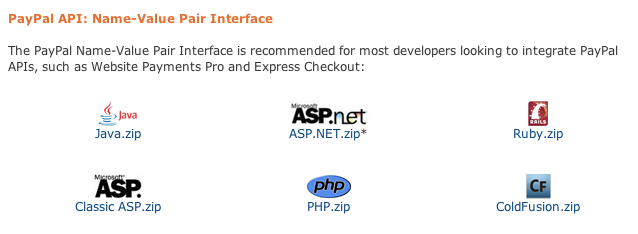 PayPal API: Name-Value Pair Interface
The PayPal Name-Value Pair Interface is recommended for most developers looking to integrate PayPal
APIs, such as Website Payments Pro and Express Checkout:
Java
Microsoft
ASP.net
RAILS
Java.zip
ASP.NET.zip*
Ruby.zip
Microsoft
ASP.
php
CF
Classic ASP.zip
PHP.zip
ColdFusion.zip